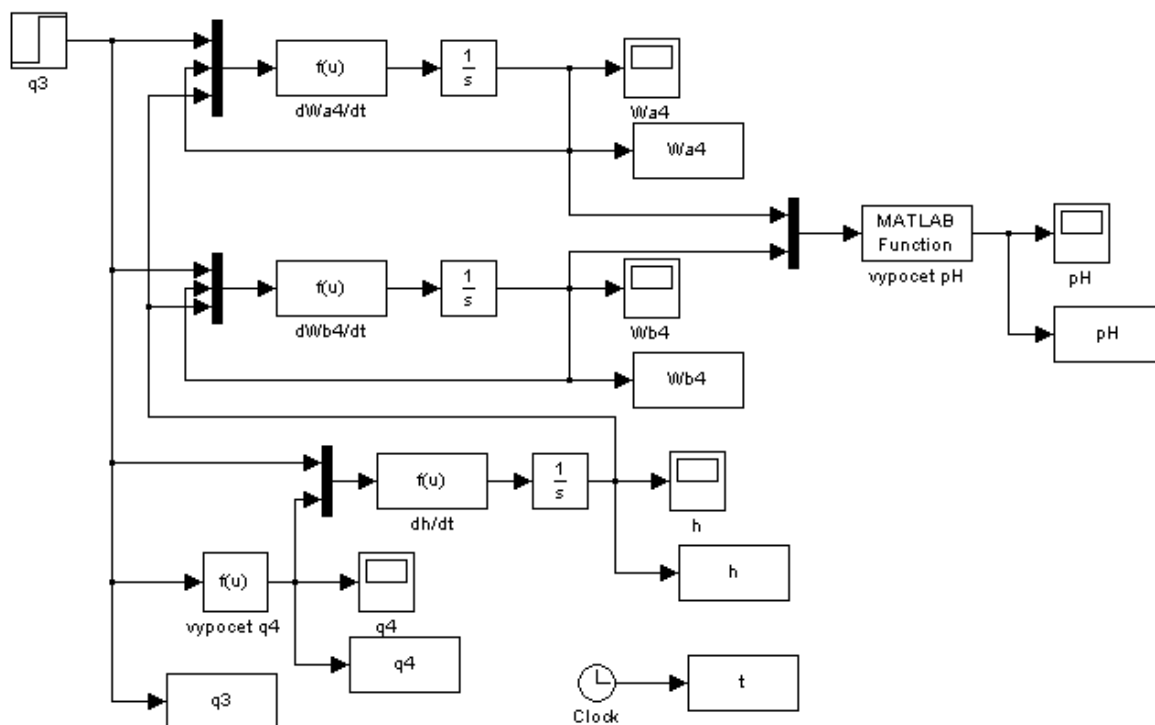 q3
f(u)
dWa4/dt
1
s
Wa4
Wa4
MATLAB
Function
vypocet pH
pH
pH
f(u)
dWb4/dt
1
s
Wb4
Wb4
f(u)
dh/dt
1
s
h
h
f(u)
vypocet q4
q4
q4
q3
Clock
t